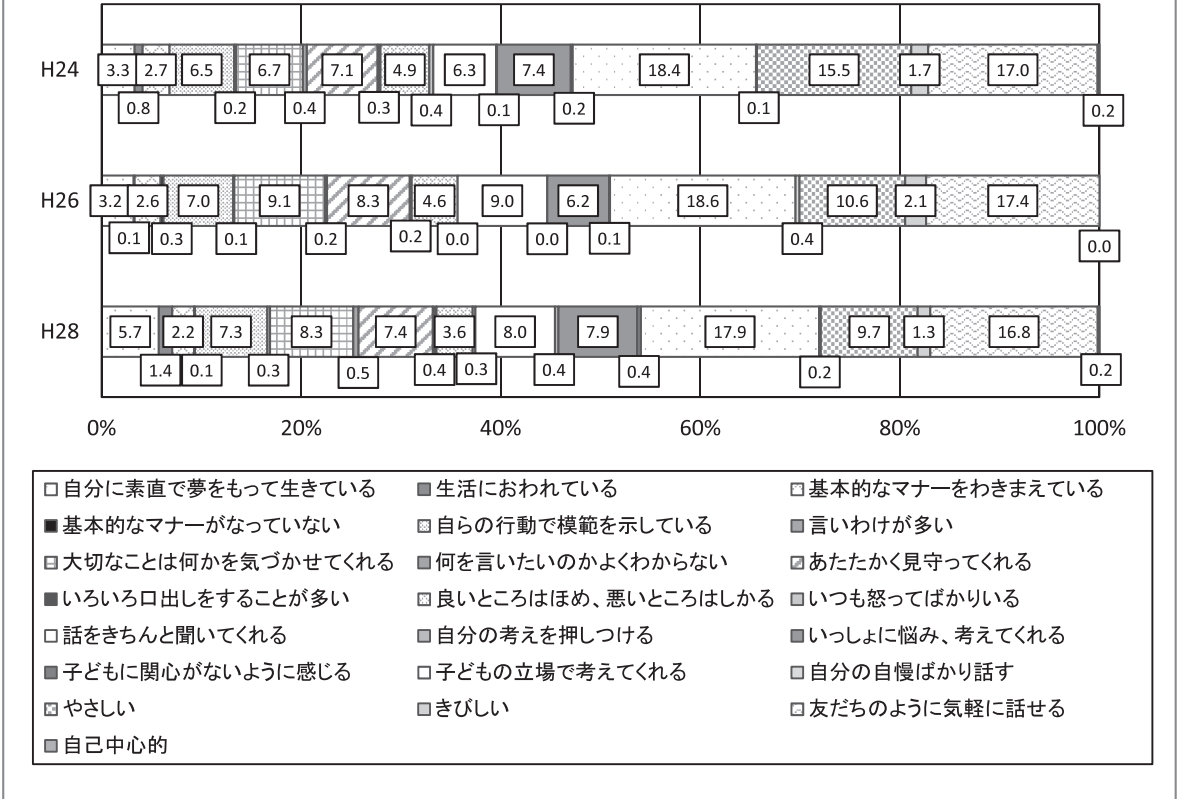 H24
3.3 2.7 6.5 6.7 7.1 4.9 6.3 7.4 18.4 15.5 1.7 17.0
0.8 0.2 0.4 0.3 0.4 0.1 0.2 0.1 0.2
H26
3.2 2.6 7.0 9.1 8.3 4.6 9.0 6.2 18.6 10.6 2.1 17.4
0.1 0.3 0.1 0.2 0.2 0.0 0.0 0.1 0.4 0.0
H28
5.7 2.2 7.3 8.3 7.4 3.6 8.0 7.9 17.9 9.7 1.3 16.8
1.4 0.1 0.3 0.5 0.4 0.3 0.4 0.4 0.2 0.2
0% 20% 40% 60% 80% 100%
自分に素直で夢をもって生きている 生活におわれている 基本的なマナーをわきまえている
基本的なマナーがなっていない 自らの行動で模範を示している 言いわけが多い
大切なことは何かを気づかせてくれる 何を言いたいのかよくわからない あたたかく見守ってくれる
いろいろ口出しをすることが多い 良いところはほめ、悪いところはしかる いつも怒ってばかりいる
話をきちんと聞いてくれる 自分の考えを押しつける いっしょに悩み、考えてくれる
子どもに関心がないように感じる 子どもの立場で考えてくれる 自分の自慢ばかり話す
やさしい きびしい 友だちのように気軽に話せる
自己中心的